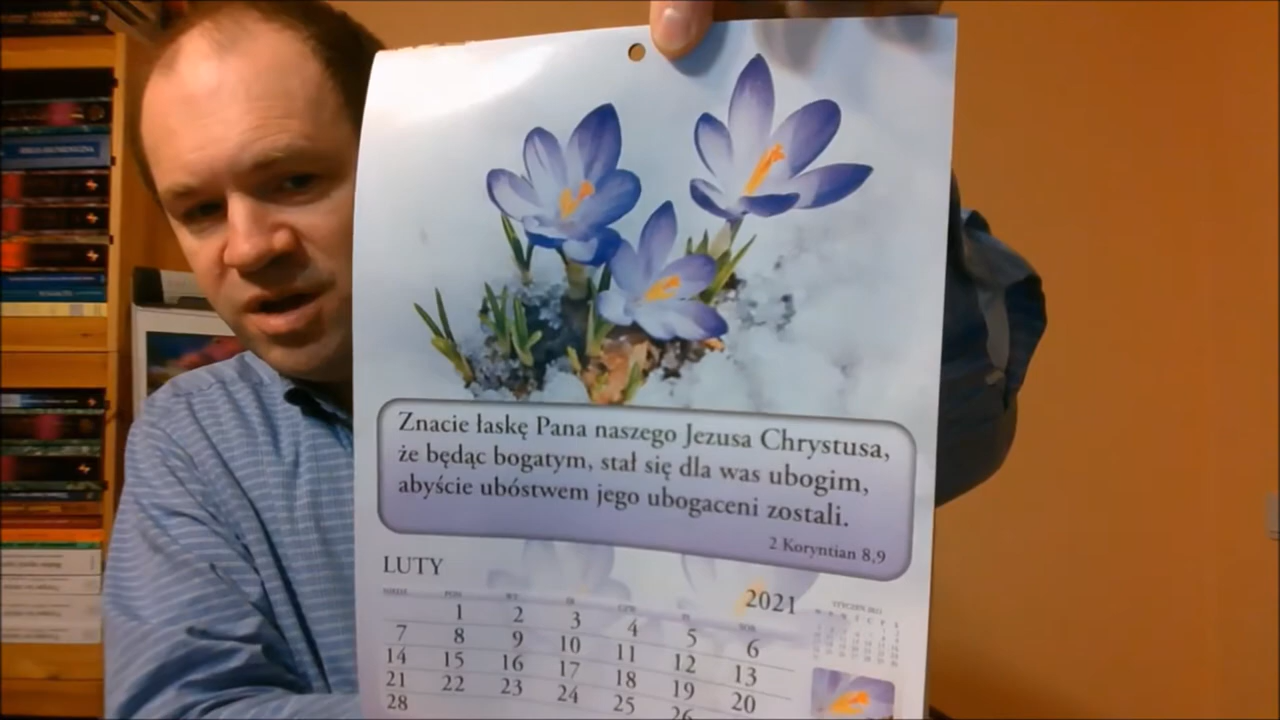 Znacie łaskę Pana naszego Jezusa Chrystusa,
że będąc bogatym, stał się dla was ubogim,
abyście ubóstwem jego ubogaceni zostali.
2 Koryntian 8,9
LUTY
2021
1 2 3 4 5 6
7 8 9 10 11 12 13
14 15 16 17 18 19 20
21 22 23 24 25 26
28